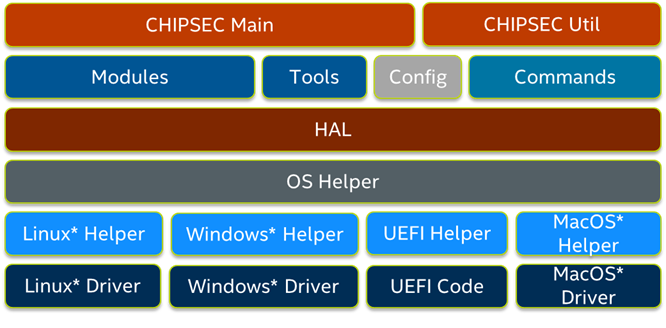 CHIPSEC Main
CHIPSEC Util
Modules
Tools
Config
Commands
HAL
OS Helper
Linux* Helper
Windows* Helper
UEFI Helper
MacOS*
Helper
Linux* Driver
Windows* Driver
UEFI Code
MacOS*
Driver